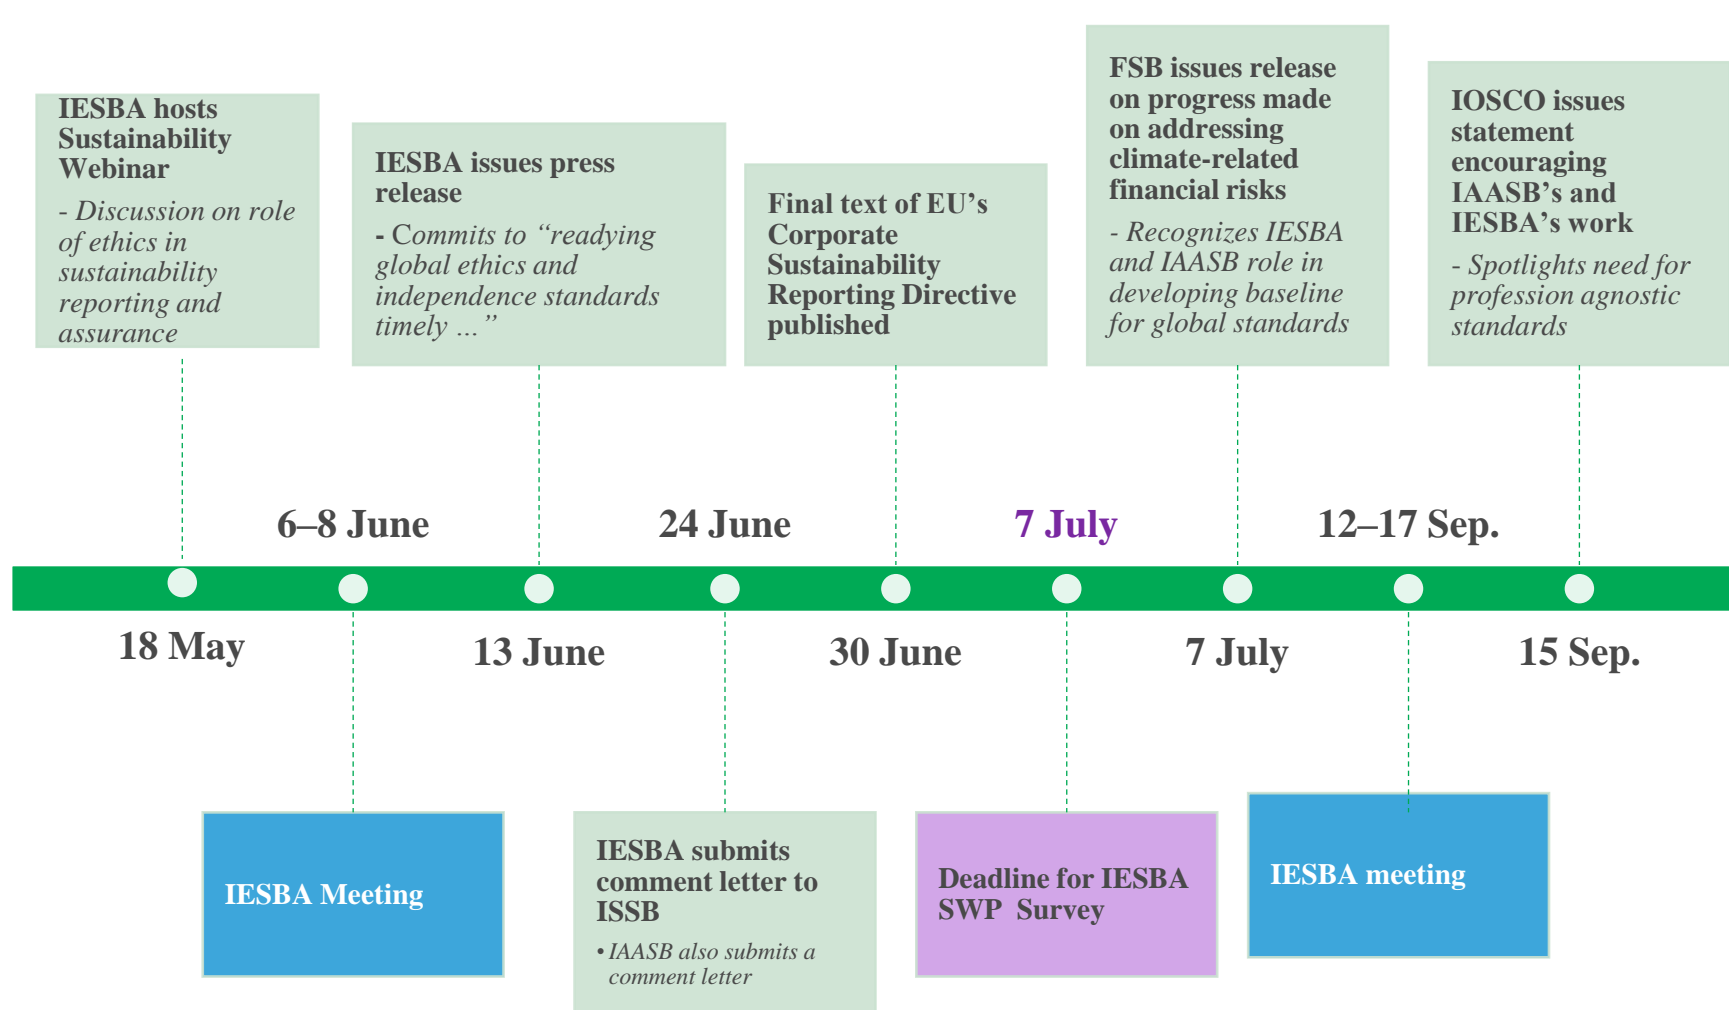 IESBA hosts
Sustainability
Webinar
- Discussion on role
of ethics in
sustainability
reporting and
assurance
IESBA issues press
release
- Commits to “readying
global ethics and
independence standards
timely ...”
Final text of EU’s
Corporate
Sustainability
Reporting Directive
published
FSB issues release
on progress made
on addressing
climate-related
financial risks
- Recognizes IESBA
and IAASB role in
developing baseline
for global standards
IOSCO issues
statement
encouraging
IAASB’s and
IESBA’s work
- Spotlights need for
profession agnostic
standards
6–8 June
24 June
7 July
12–17 Sep.
18 May
13 June
30 June
7 July
15 Sep.
IESBA Meeting
IESBA submits
comment letter to
ISSB
• IAASB also submits a
comment letter
Deadline for IESBA
SWP  Survey
IESBA meeting